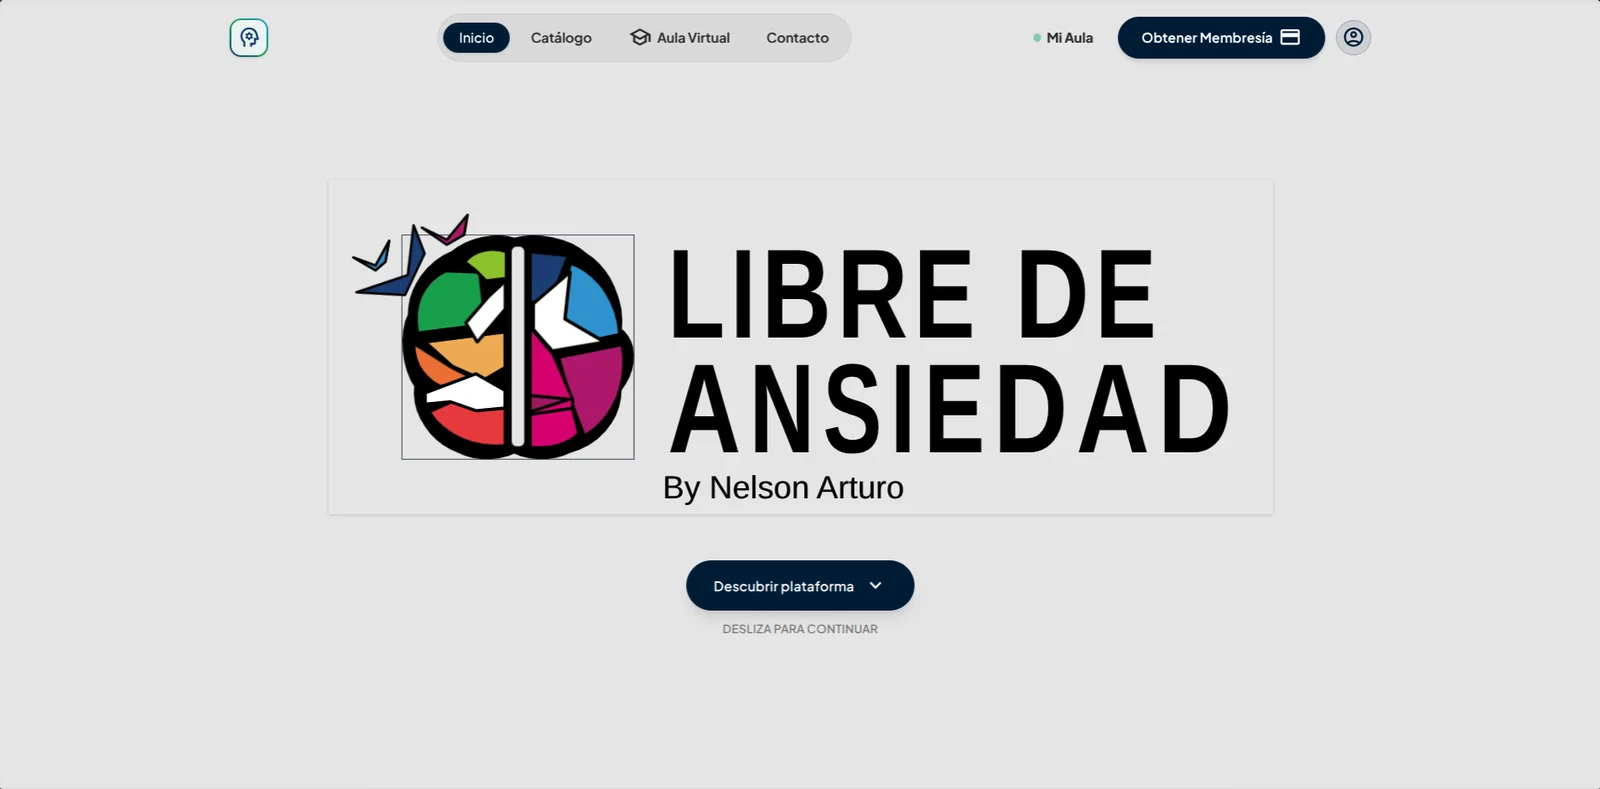 Inicio
Catálogo
Aula Virtual
Contacto
Mi Aula
Obtener Membresía
LIBRE DE
ANSIEDAD
By Nelson Arturo
Descubrir plataforma
DESLIZA PARA CONTINUAR